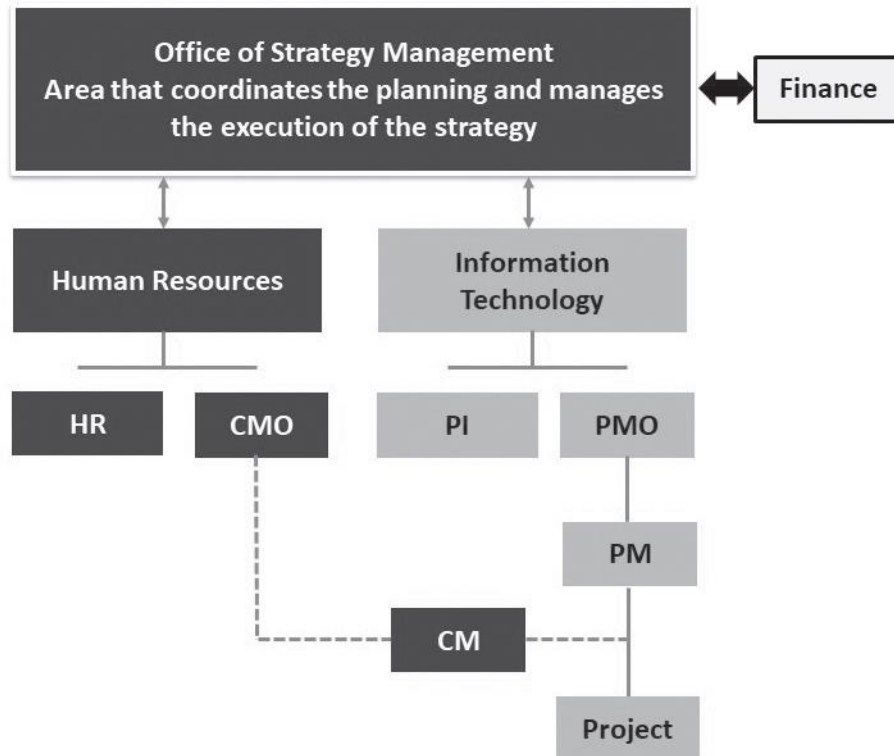 Office of Strategy Management
Area that coordinates the planning and manages
the execution of the strategy
Finance
Human Resources
Information
Technology
HR
CMO
PI
PMO
PM
CM
Project